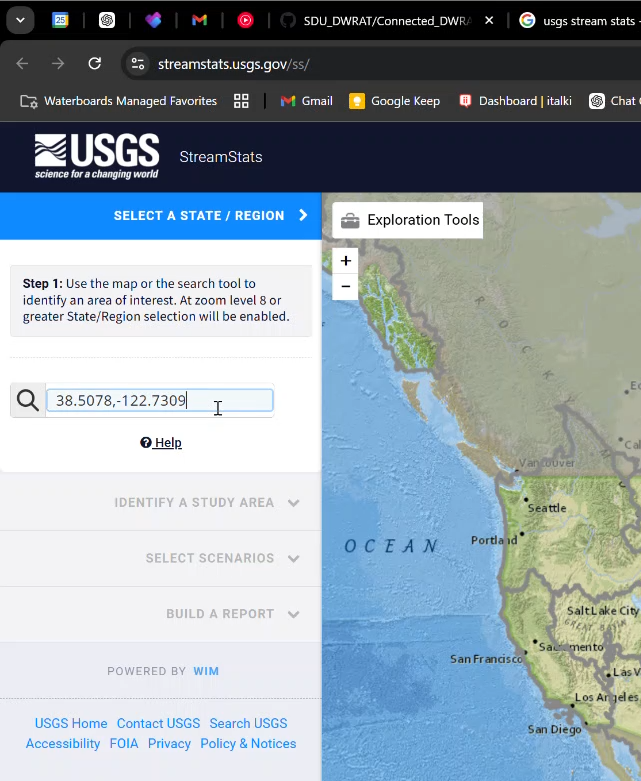 25
SDU_DWRAT/Connected_DWRA
usgs stream stats -
streamstats.usgs.gov/ss/
Waterboards Managed Favorites
Gmail
Google Keep
Dashboard | italki
Chat
USGS
science for a changing world
StreamStats
SELECT A STATE / REGION
Exploration Tools
Step 1: Use the map or the search tool to
identify an area of interest. At zoom level 8 or
greater State/Region selection will be enabled.
+
−
ROCKY
38.5078,-122.7309
Help
Vancouver
IDENTIFY A STUDY AREA
Seattle
Portland
OCEAN
SELECT SCENARIOS
BUILD A REPORT
Salt Lake City
GREAT BASIN
Sacramento
San Francisco
Las V
Los Angeles
San Diego
POWERED BY WIM
USGS Home Contact USGS Search USGS
Accessibility FOIA Privacy Policy & Notices